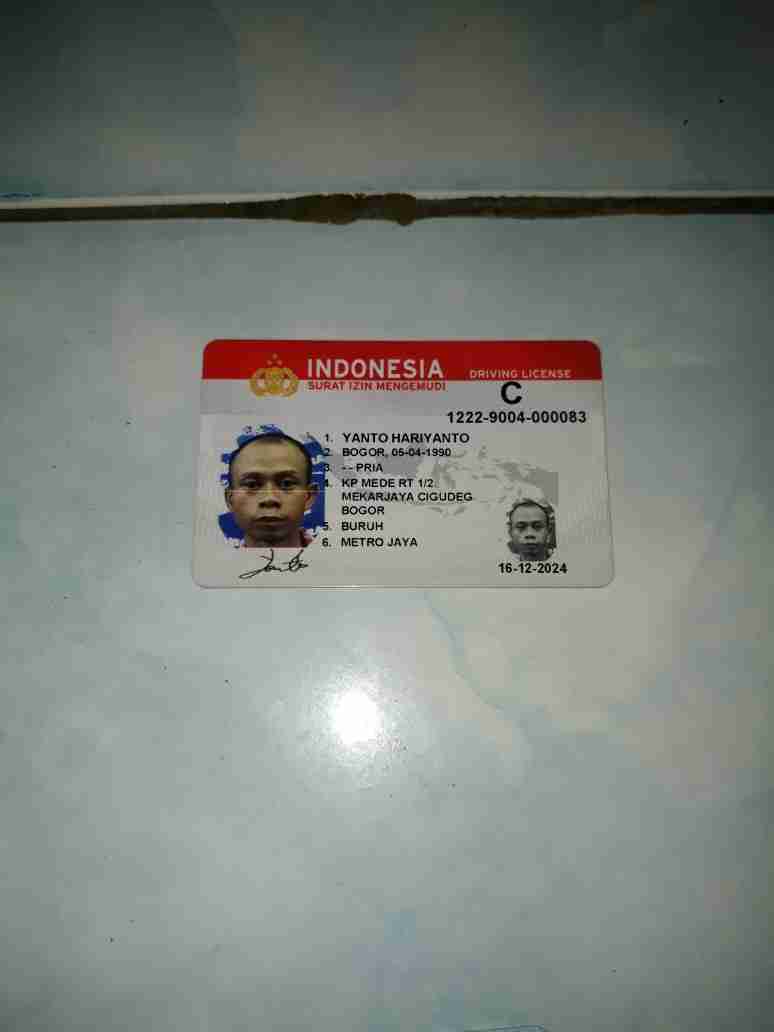 INDONESIA
SURAT IZIN MENGEMUDI
DRIVING LICENSE
C
1222-9004-000083
1. YANTO HARIYANTO
2. BOGOR, 05-04-1990
3. - - PRIA
4. KP MEDE RT 1/2
MEKARJAYA CIGUDEG
BOGOR
5. BURUH
6. METRO JAYA
16-12-2024